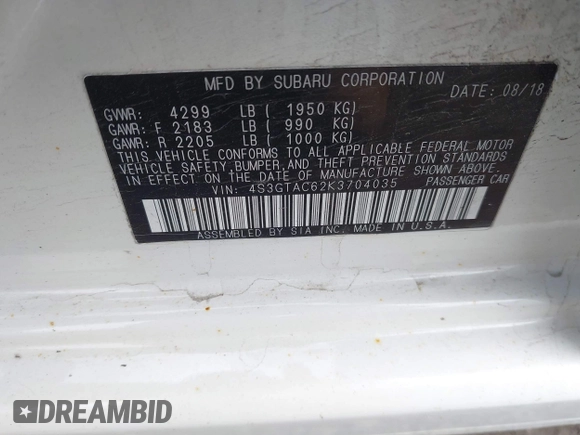 MFD BY SUBARU CORPORATION
DATE: 08/18
GVWR: 4299 LB ( 1950 KG)
GAWR: F 2183 LB ( 990 KG)
GAWR: R 2205 LB ( 1000 KG)
THIS VEHICLE CONFORMS TO ALL APPLICABLE FEDERAL MOTOR
VEHICLE SAFETY, BUMPER, AND THEFT PREVENTION STANDARDS
IN EFFECT ON THE DATE OF MANUFACTURE SHOWN ABOVE.
VIN: 4S3GTAC62K3704035 PASSENGER CAR
ASSEMBLED BY SIA INC. MADE IN U.S.A.
DREAMBID